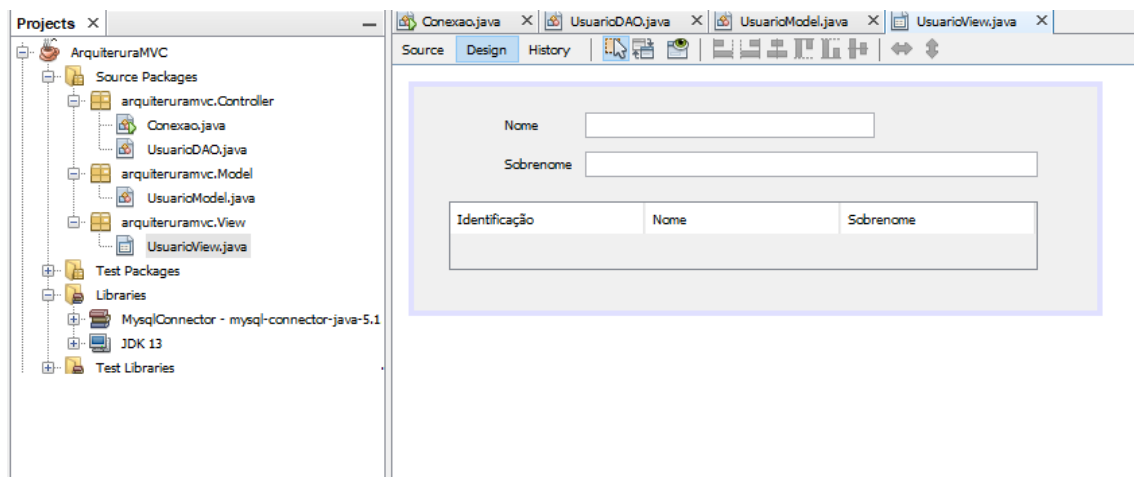 Projects
Conexao.java UsuarioDAO.java UsuarioModel.java UsuarioView.java
Source Design History
ArquiteruraMVC
Source Packages
arquiteruramvc.Controller
Conexao.java
UsuarioDAO.java
arquiteruramvc.Model
UsuarioModel.java
arquiteruramvc.View
UsuarioView.java
Test Packages
Libraries
MysqlConnector - mysql-connector-java-5.1
JDK 13
Test Libraries
Nome
Sobrenome
Identificação Nome Sobrenome